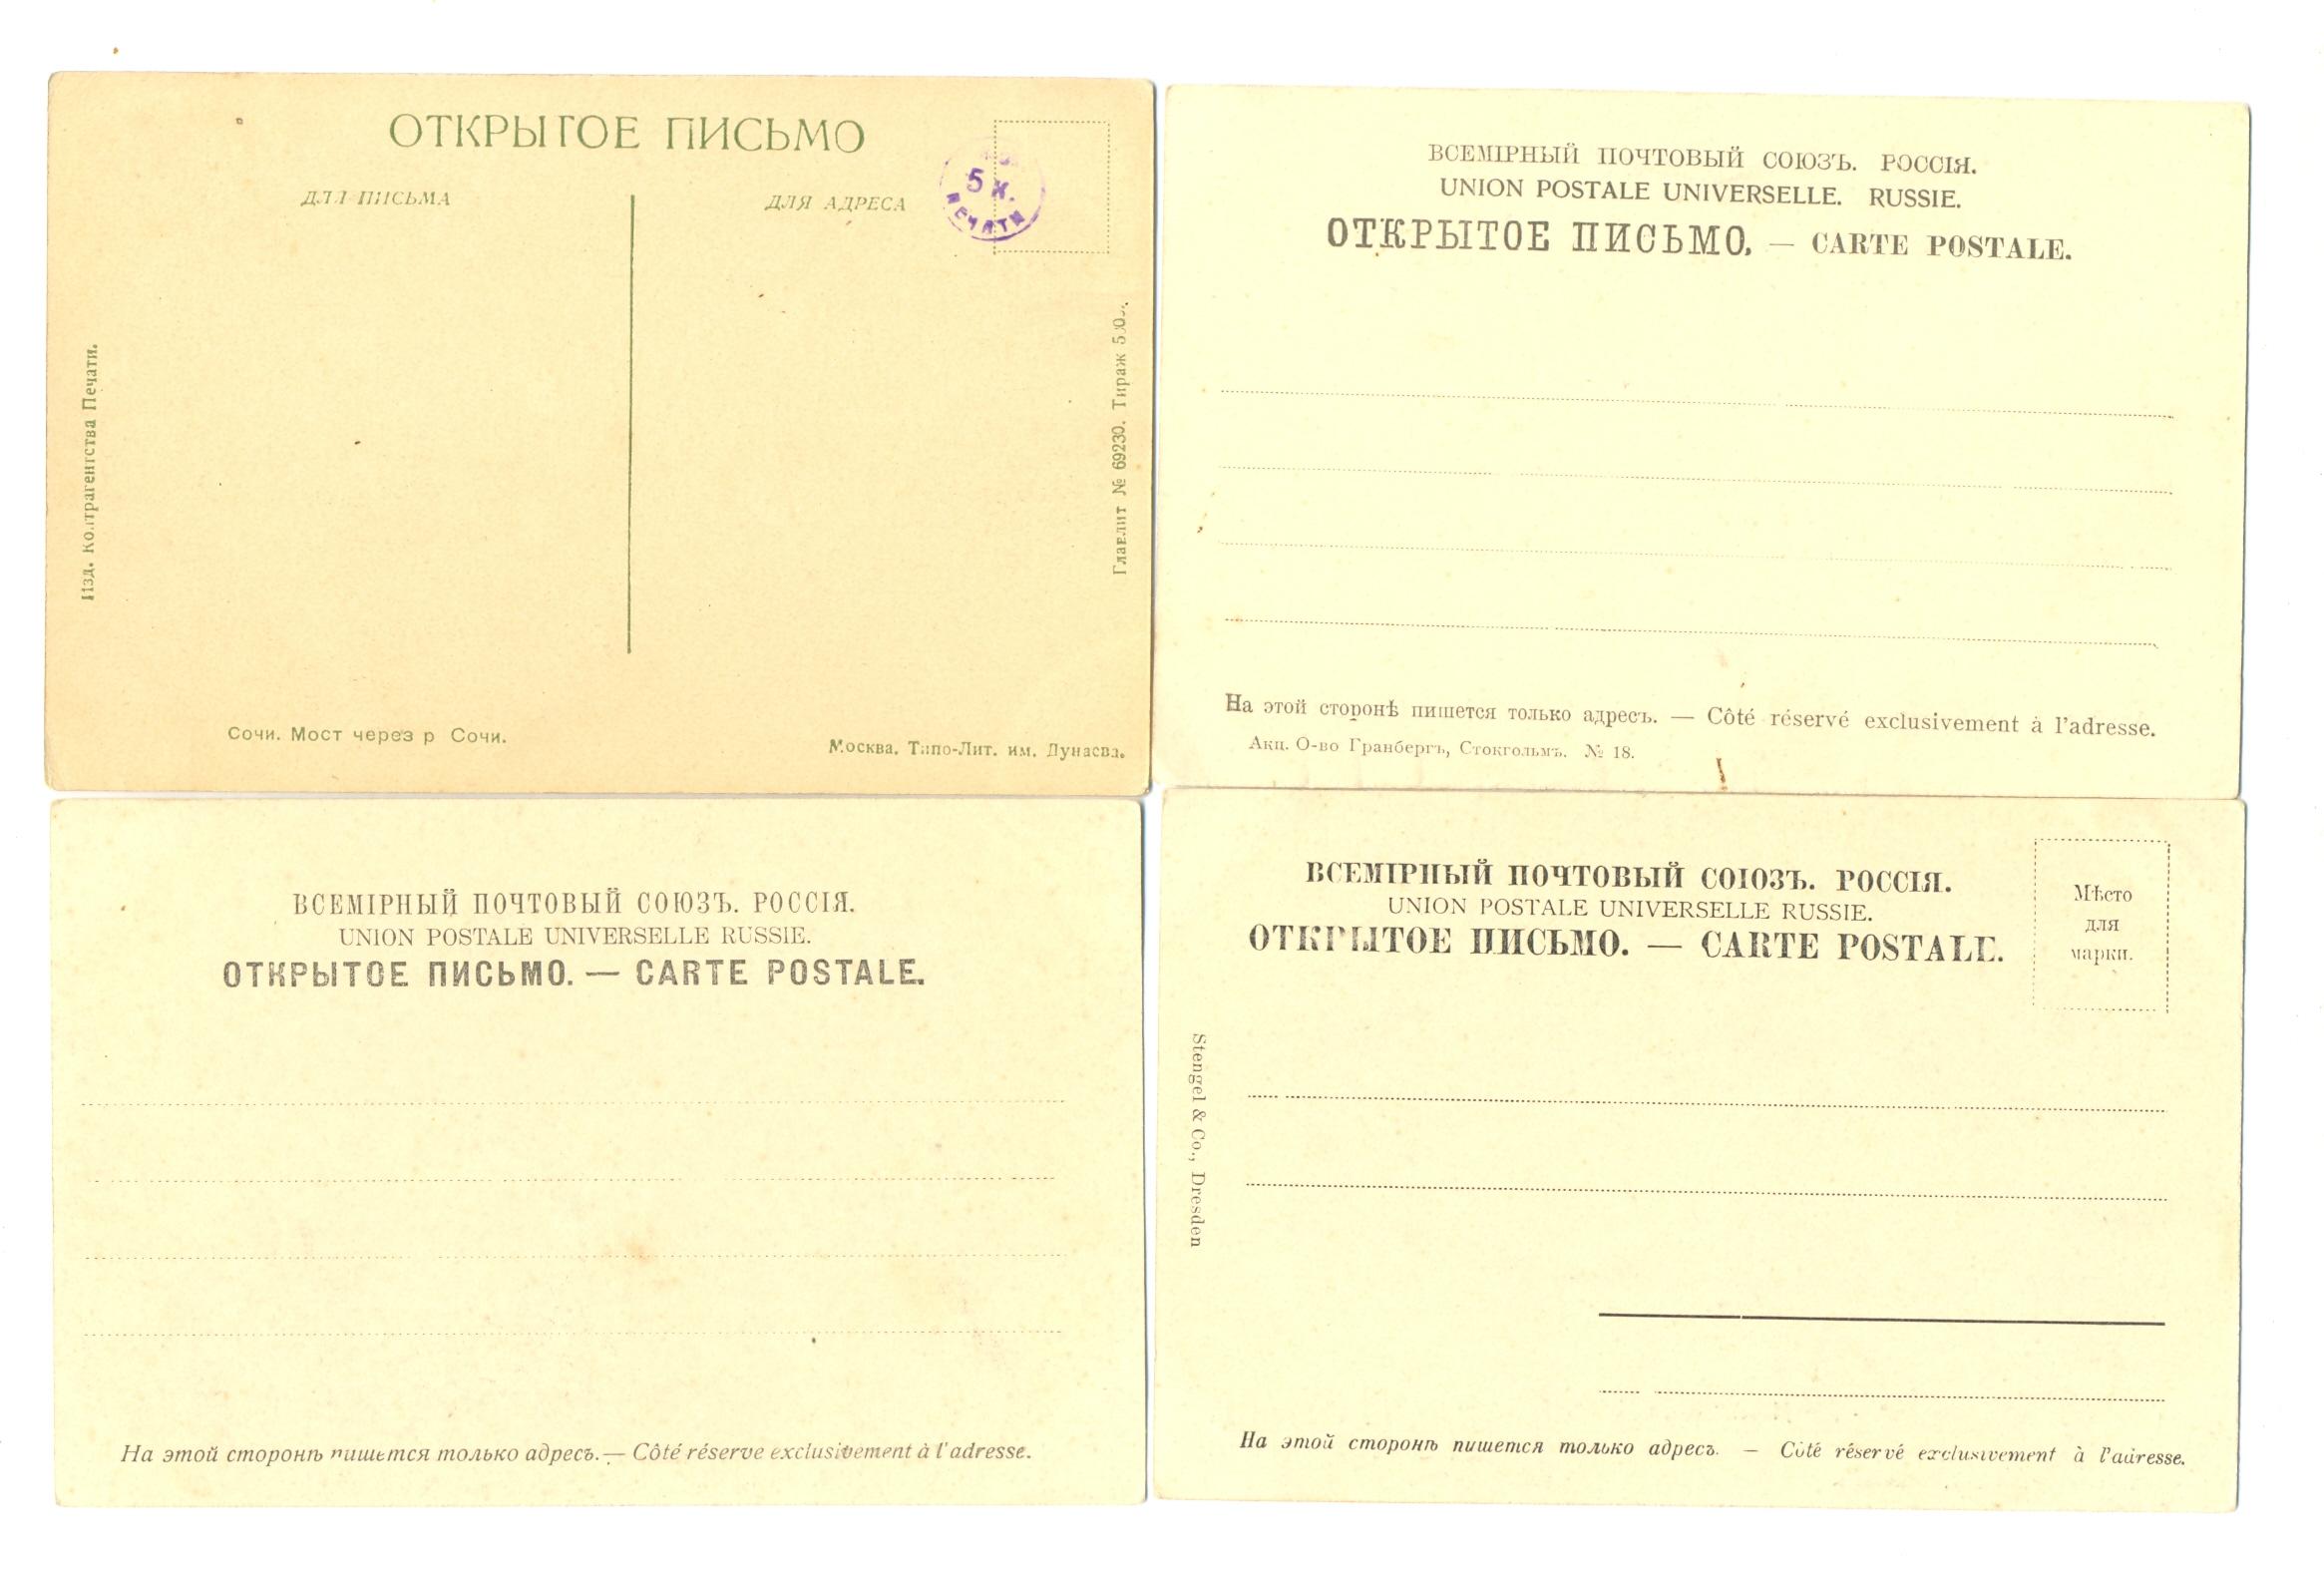 ОТКРЫТОЕ ПИСЬМО
ДЛЯ ПИСЬМА
ДЛЯ АДРЕСА
5 К.
ПЕЧАТИ
Изд. Контрагентства Печати.
Главлит № 69230. Тираж
Сочи. Мост через р Сочи.
Москва. Типо-Лит. им. Дунаева.
ВСЕМІРНЫЙ ПОЧТОВЫЙ СОЮЗЪ. РОССІЯ.
UNION POSTALE UNIVERSELLE. RUSSIE.
ОТКРЫТОЕ ПИСЬМО. — CARTE POSTALE.
На этой сторонѣ пишется только адресъ. — Côté réservé exclusivement à l'adresse.
Акц. О-во Гранбергъ, Стокгольмъ. № 18.
ВСЕМІРНЫЙ ПОЧТОВЫЙ СОЮЗЪ. РОССІЯ.
UNION POSTALE UNIVERSELLE RUSSIE.
ОТКРЫТОЕ ПИСЬМО. — CARTE POSTALE.
На этой сторонѣ пишется только адресъ. — Côté réserve exclusivement à l'adresse.
ВСЕМІРНЫЙ ПОЧТОВЫЙ СОЮЗЪ. РОССІЯ.
UNION POSTALE UNIVERSELLE RUSSIE.
ОТКРЫТОЕ ПИСЬМО. — CARTE POSTALE.
Мѣсто
для
марки.
Stengel & Co., Dresden
На этой сторонѣ пишется только адресъ. — Côté réservé exclusivement à l'adresse.